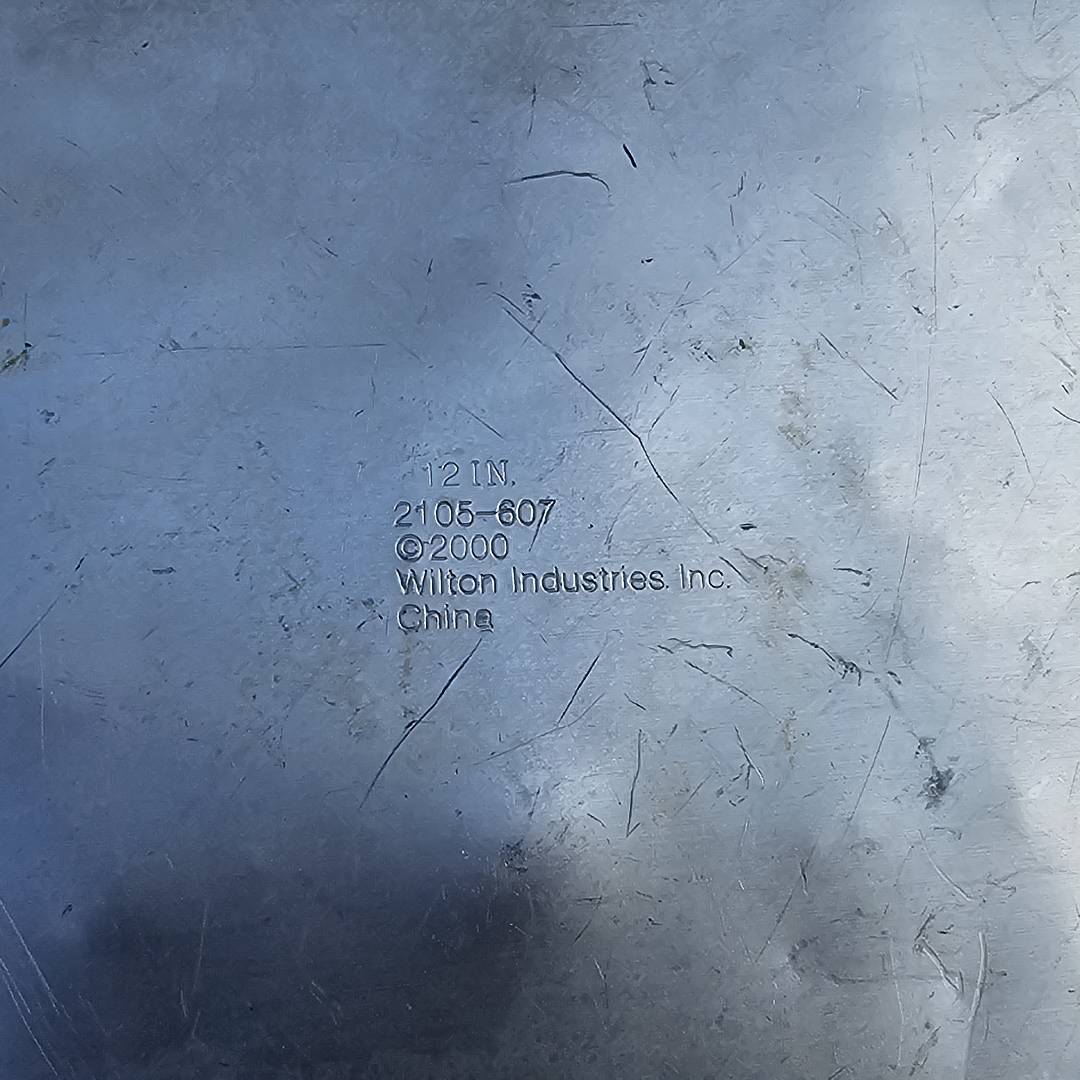 12 IN.
2105-607
©2000
Wilton Industries. Inc.
China